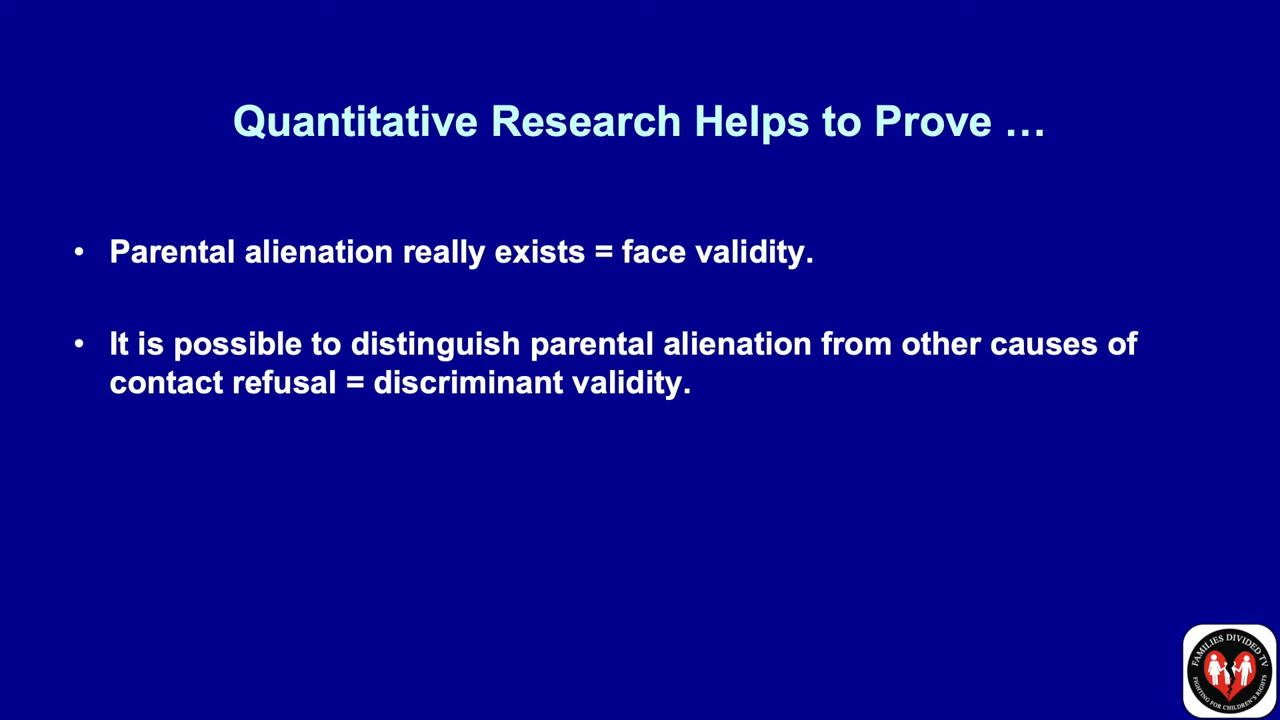 Quantitative Research Helps to Prove …
• Parental alienation really exists = face validity.
• It is possible to distinguish parental alienation from other causes of
contact refusal = discriminant validity.
FAMILIES DIVIDED TV
FIGHTING FOR CHILDREN'S RIGHTS